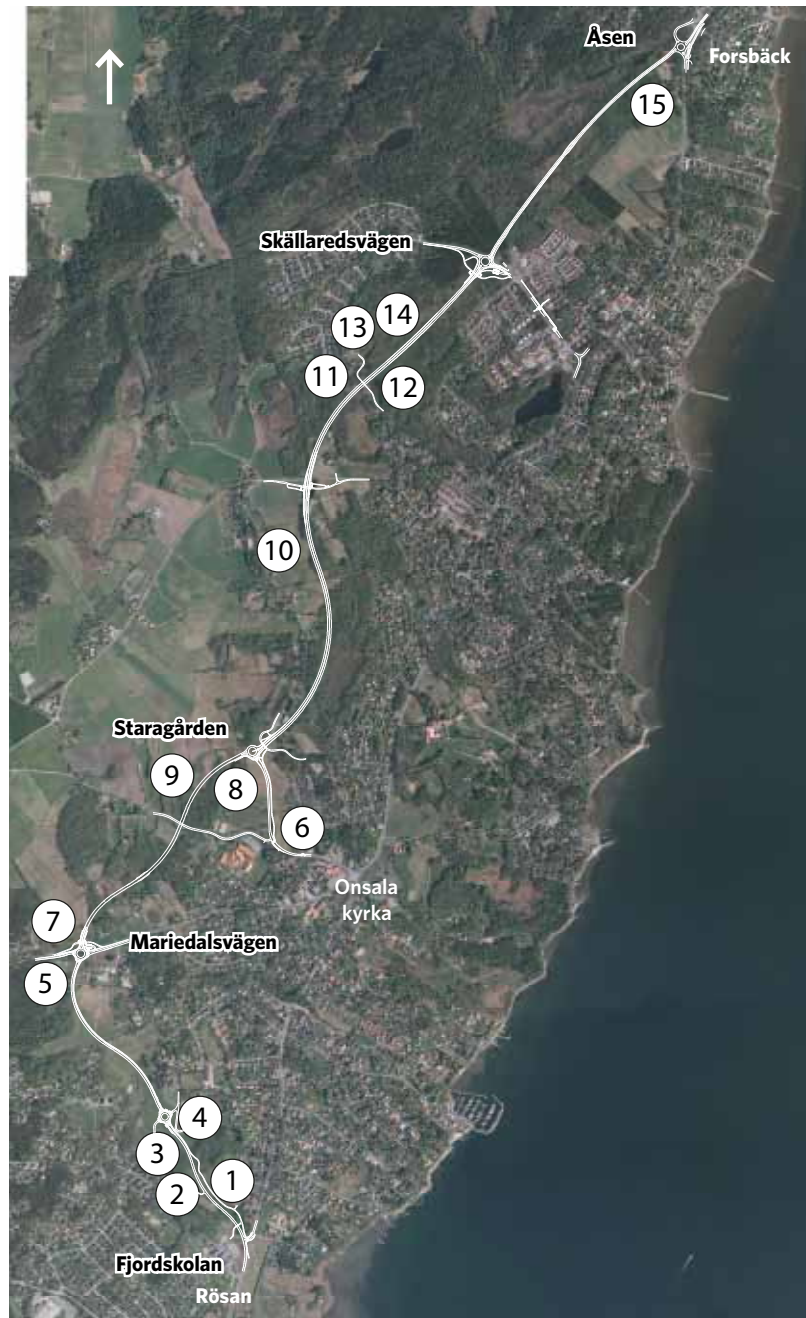 Åsen
Forsbäck
15
Skällaredsvägen
14
13
11
12
10
Staragården
9
8
6
Onsala
kyrka
7
Mariedalsvägen
5
4
3
1
2
Fjordskolan
Rösan